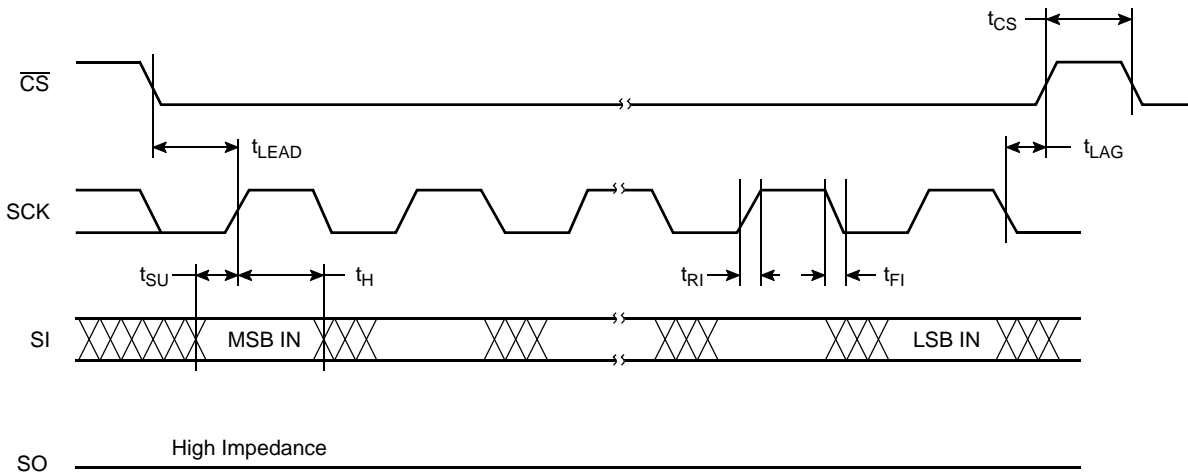 tCS
CS
tLEAD
tLAG
SCK
tSU
tH
tRI
tFI
SI
MSB IN
LSB IN
High Impedance
SO